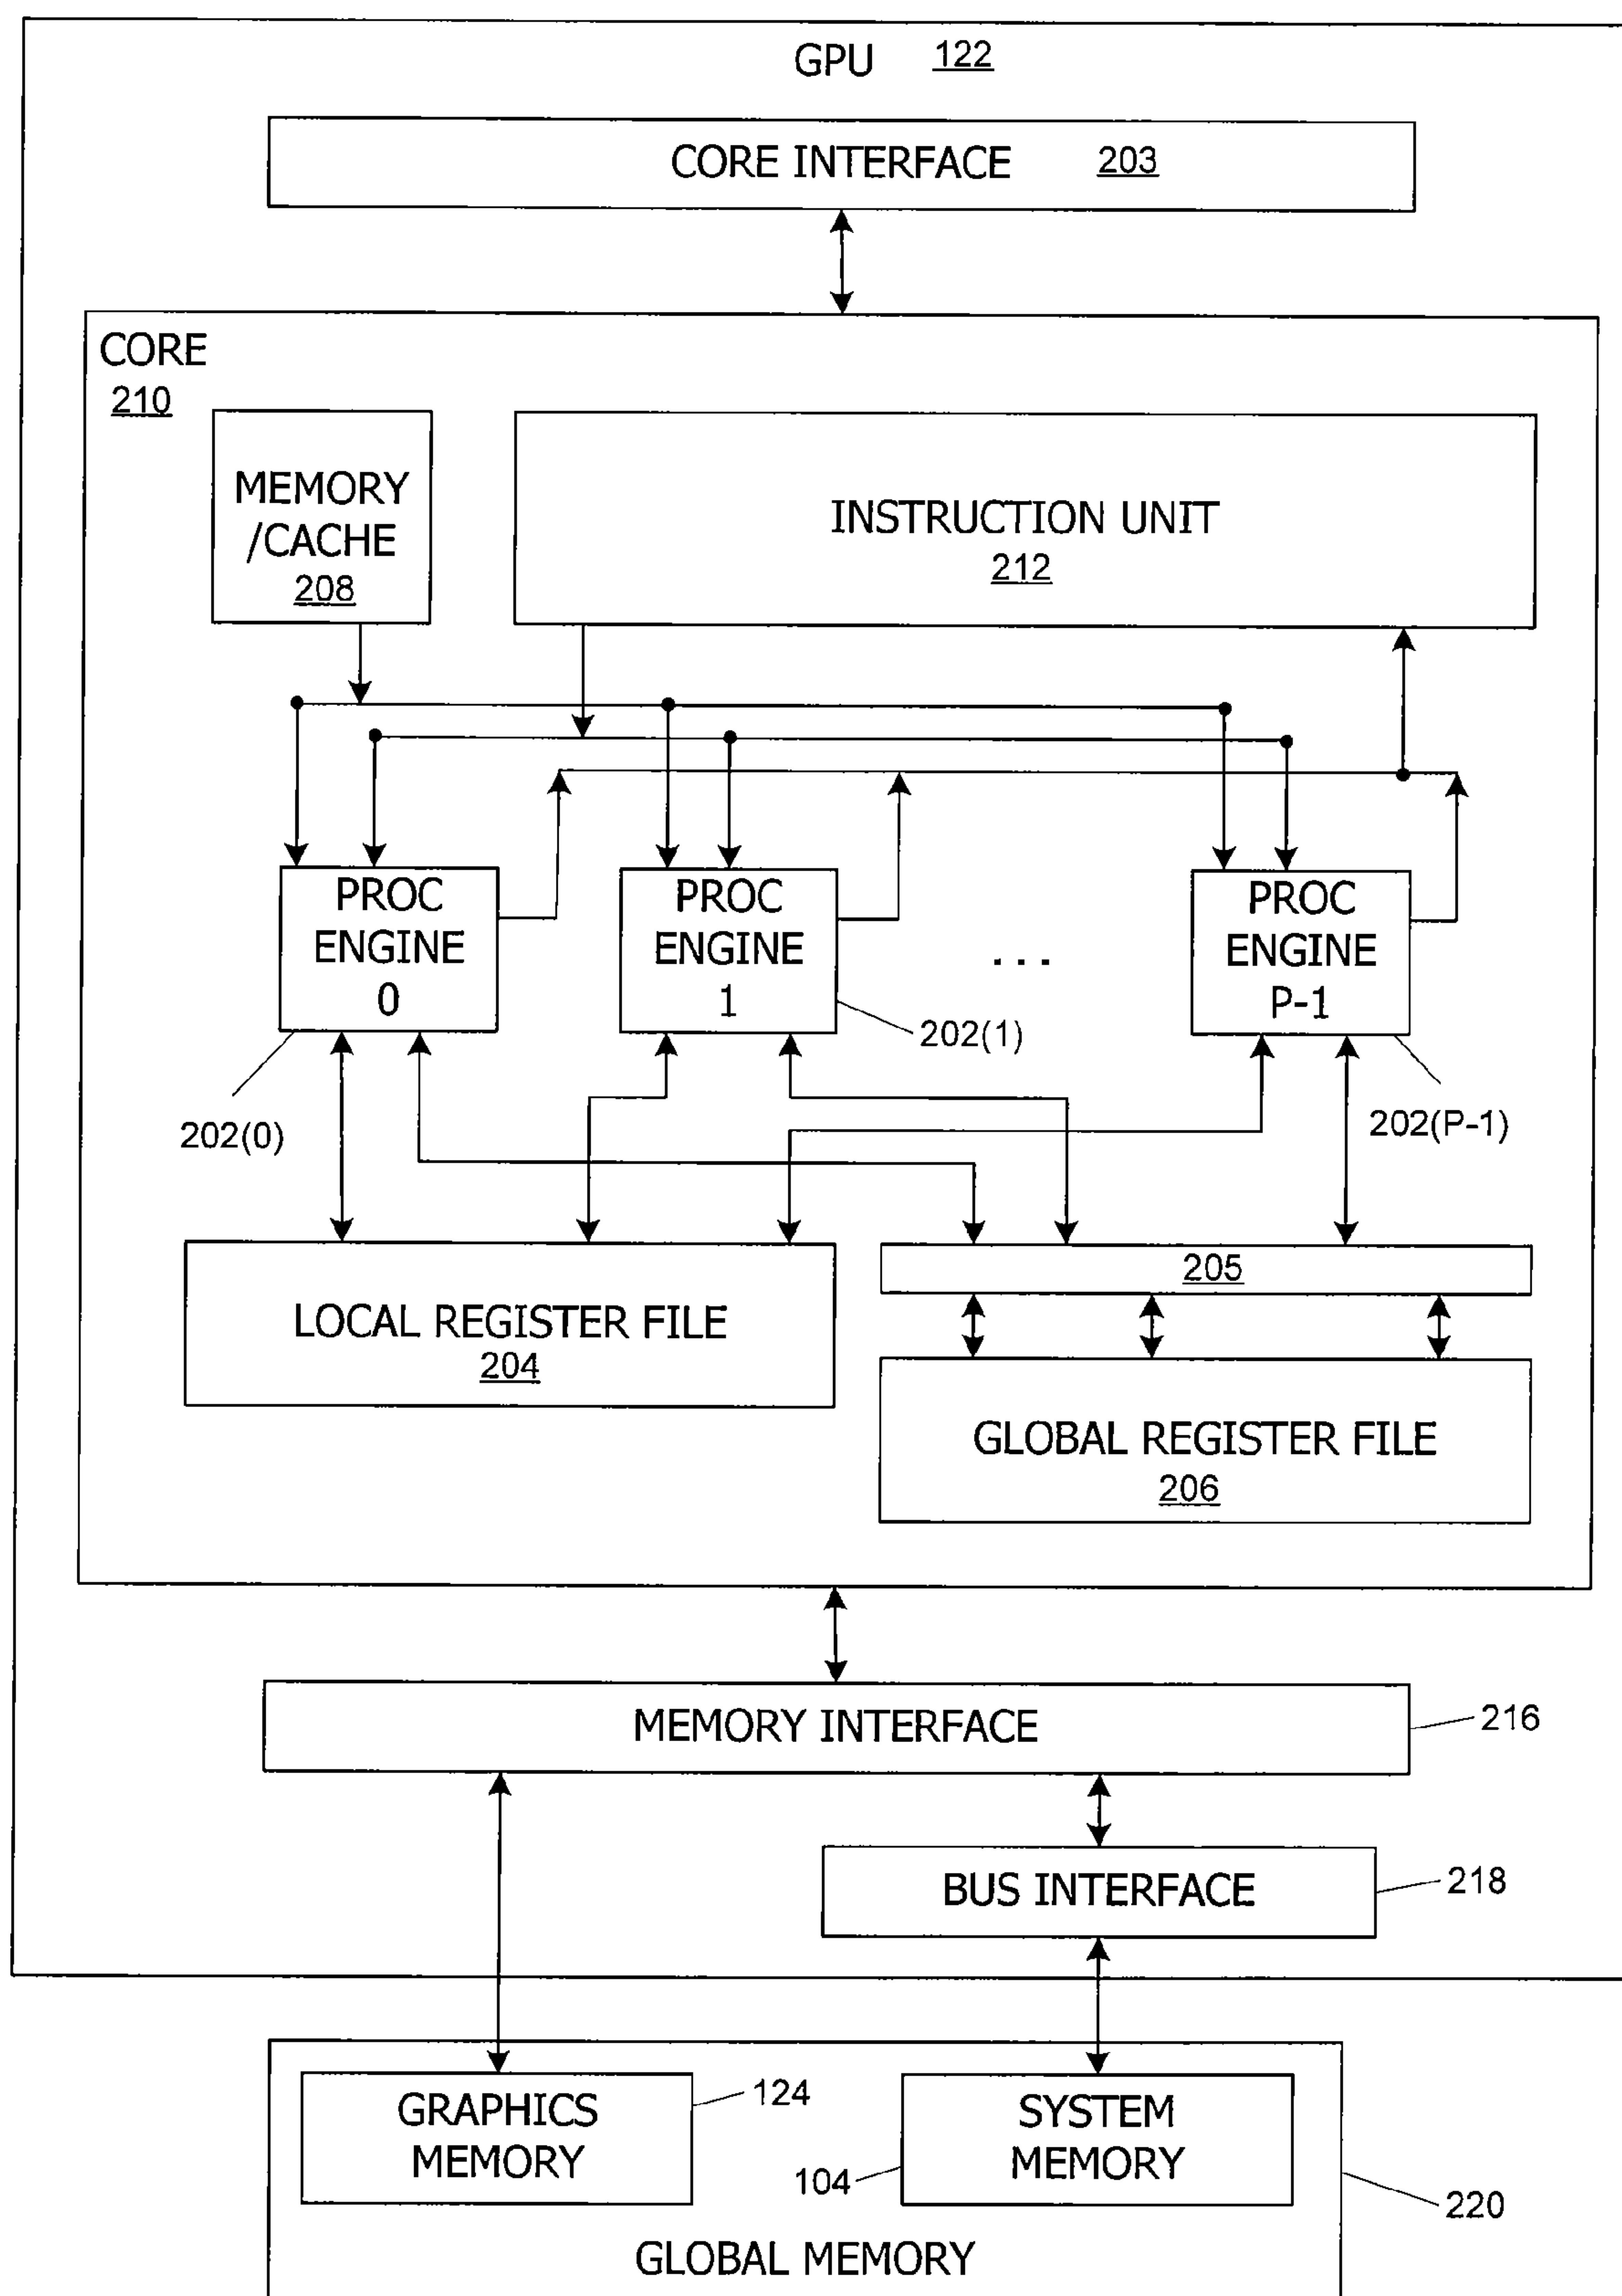 GPU 122
CORE INTERFACE 203
CORE
210
MEMORY
/CACHE
208
INSTRUCTION UNIT
212
PROC
ENGINE
0
PROC
ENGINE
1
...
PROC
ENGINE
P-1
202(0)
202(1)
202(P-1)
LOCAL REGISTER FILE
204
205
GLOBAL REGISTER FILE
206
MEMORY INTERFACE
216
BUS INTERFACE
218
GRAPHICS
MEMORY
124
SYSTEM
MEMORY
104
220
GLOBAL MEMORY